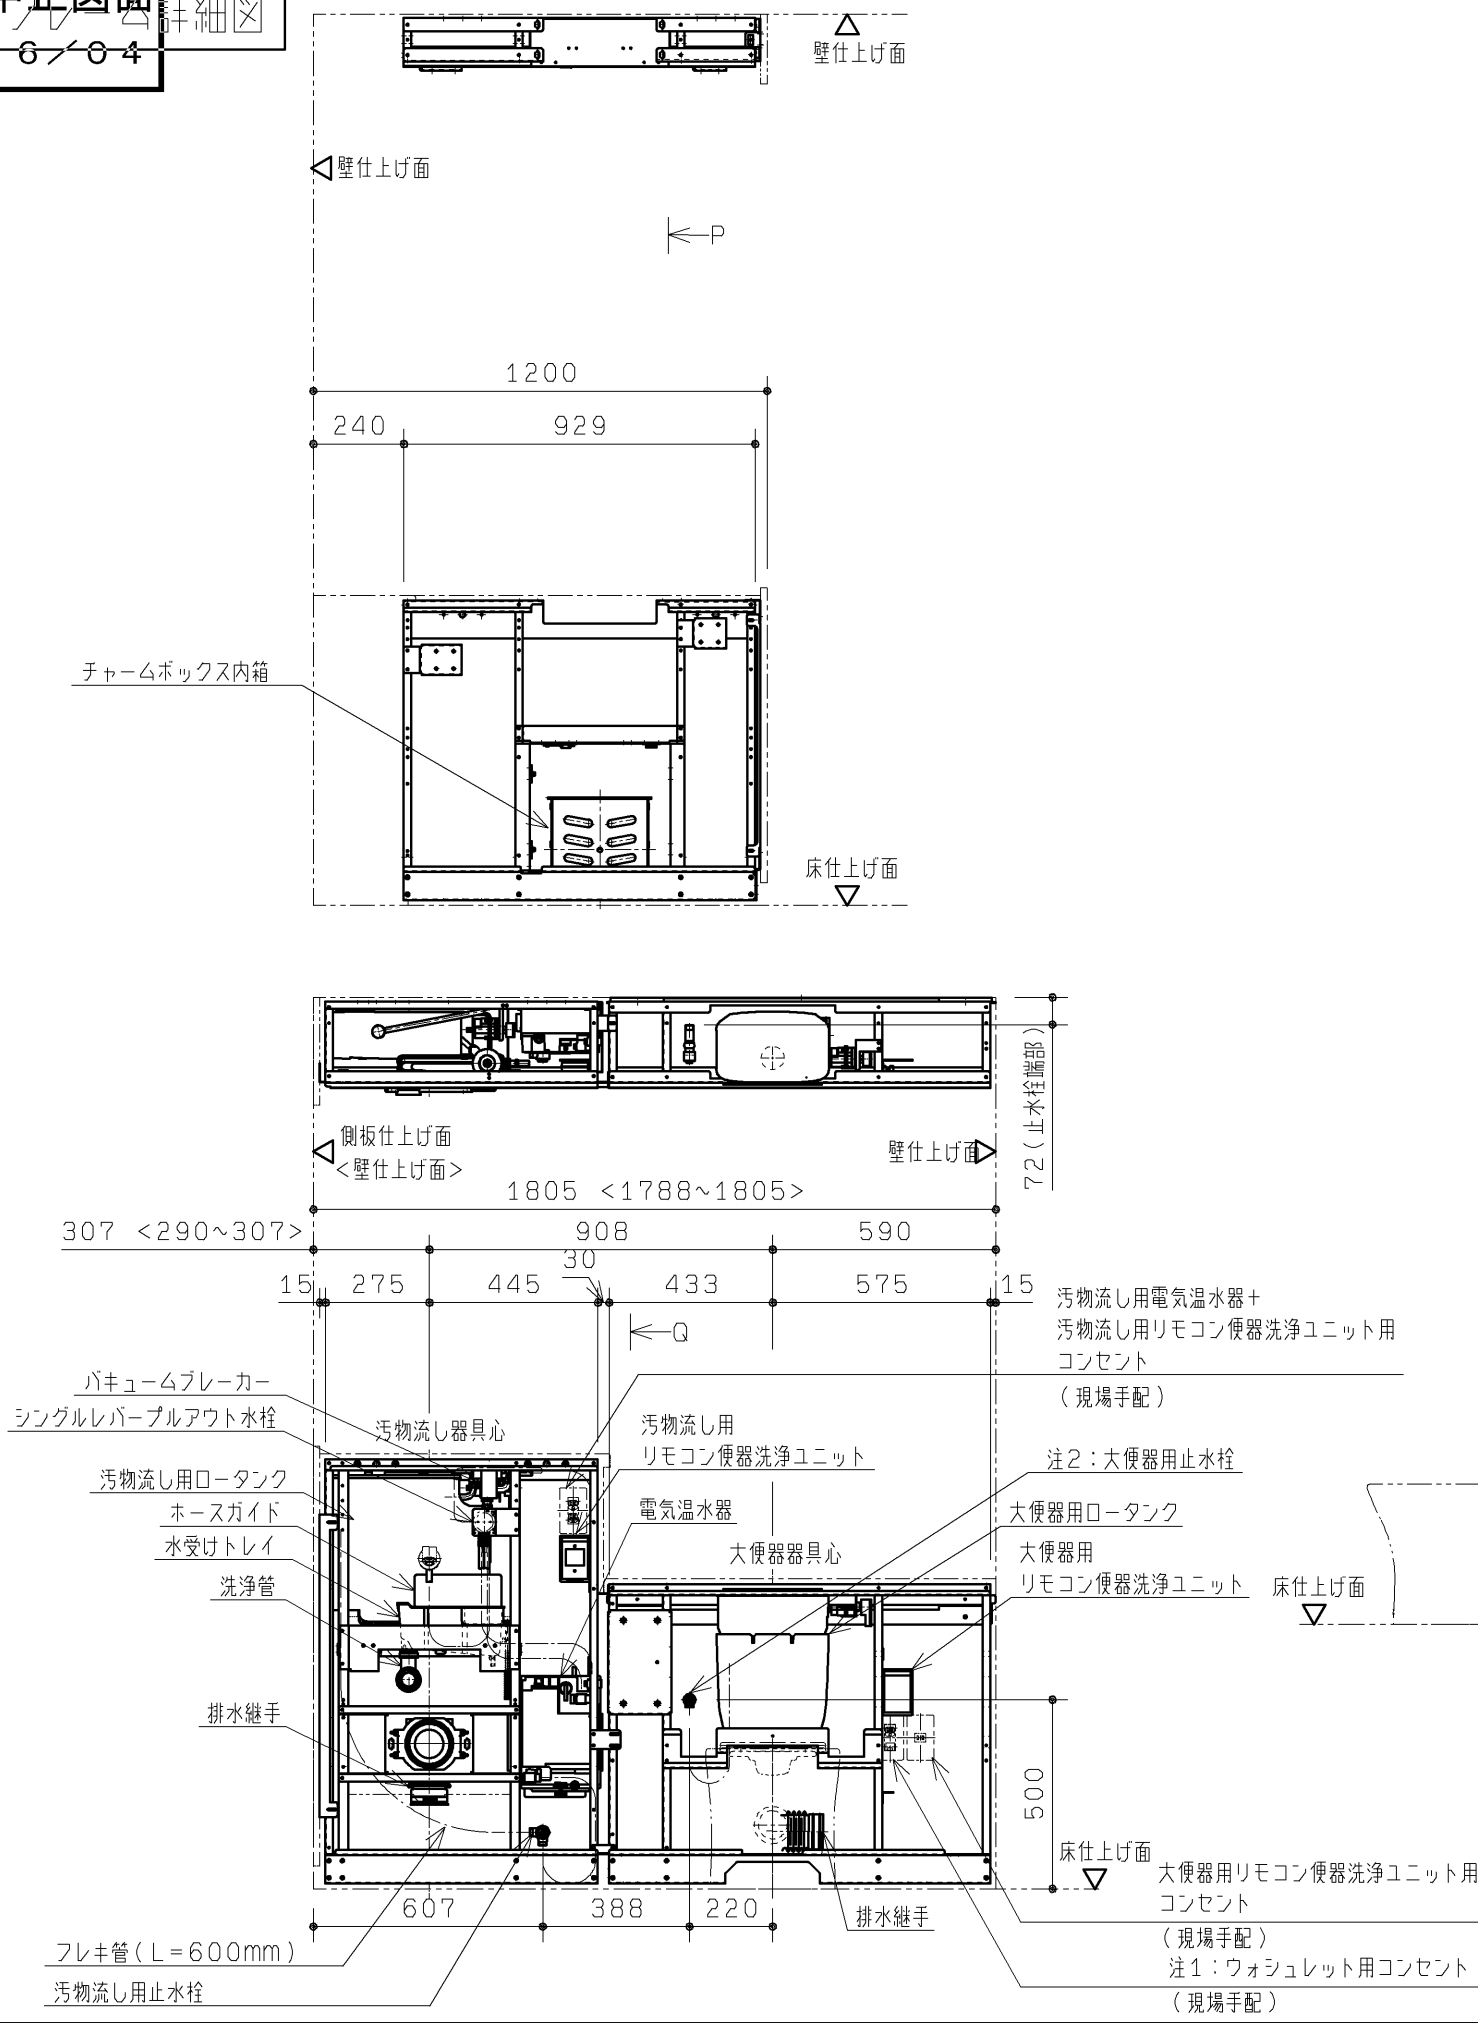 フレーム詳細図
6/04
壁仕上げ面
壁仕上げ面
P
1200
240
929
チャームボックス内箱
床仕上げ面
側板仕上げ面
<壁仕上げ面>
壁仕上げ面
72(止水栓端部)
1805 <1788~1805>
307 <290~307>
908
590
30
15
275
445
433
575
15
Q
汚物流し用電気温水器+
汚物流し用リモコン便器洗浄ユニット用
コンセント
(現場手配)
バキュームブレーカー
シングルレバープルアウト水栓
汚物流し器具心
汚物流し用
リモコン便器洗浄ユニット
注2:大便器用止水栓
汚物流し用ロータンク
ホースガイド
電気温水器
大便器用ロータンク
水受けトレイ
大便器器具心
大便器用
リモコン便器洗浄ユニット
洗浄管
床仕上げ面
排水継手
500
床仕上げ面
大便器用リモコン便器洗浄ユニット用
コンセント
(現場手配)
607
388
220
排水継手
フレキ管(L=600mm)
注1:ウォシュレット用コンセント
(現場手配)
汚物流し用止水栓